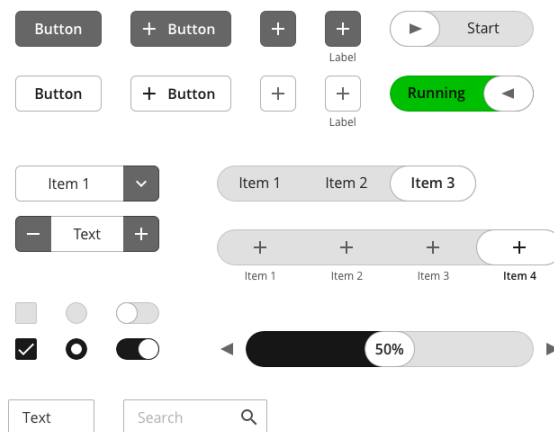 Button
Button
Start
Label
Button
Button
Running
Label
Item 1
Item 1
Item 2
Item 3
Text
Item 1
Item 2
Item 3
Item 4
50%
Text
Search